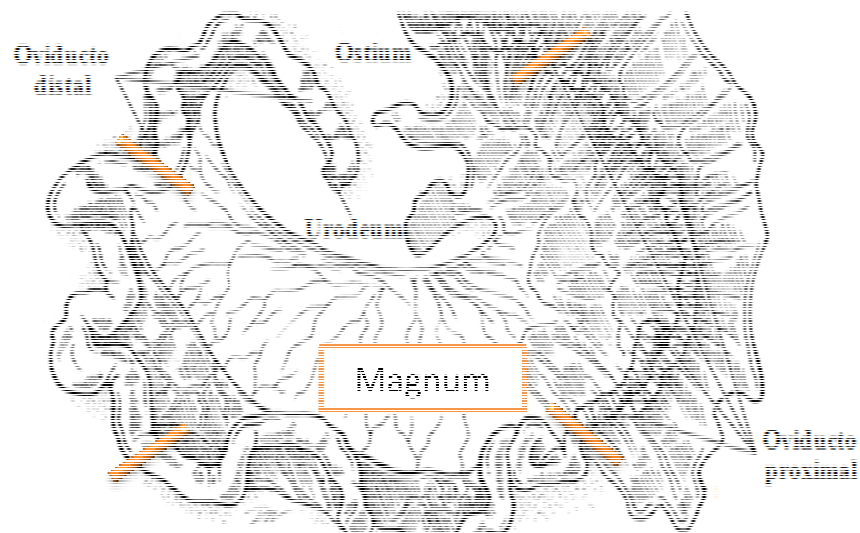 Oviducto
distal
Ostium
Urodeum
Magnum
Oviducto
proximal